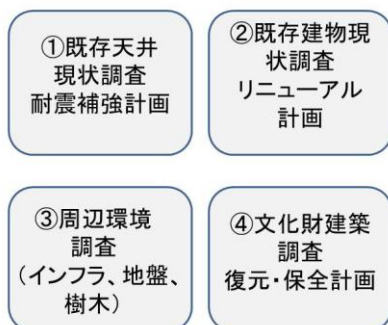 ①既存天井
現状調査
耐震補強計画
②既存建物現
状調査
リニューアル
計画
③周辺環境
調査
(インフラ、地盤、
樹木)
④文化財建築
調査
復元・保全計画